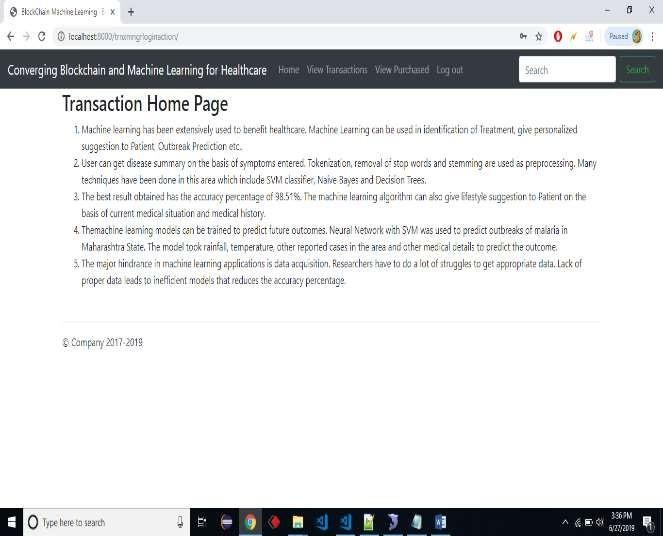 BlockChain Machine Learning
localhost:8000/trnxmngrloginaction/
Paused
Converging Blockchain and Machine Learning for Healthcare Home View Transactions View Purchased Log out Search Search
Transaction Home Page
1. Machine learning has been extensively used to benefit healthcare. Machine Learning can be used in identification of Treatment, give personalized
suggestion to Patient, Outbreak Prediction etc.
2. User can get disease summary on the basis of symptoms entered. Tokenization, removal of stop words and stemming are used as preprocessing. Many
techniques have been done in this area which include SVM classifier, Naïve Bayes and Decision Trees.
3. The best result obtained has the accuracy percentage of 98.51%. The machine learning algorithm can also give lifestyle suggestion to Patient on the
basis of current medical situation and medical history.
4. Themachine learning models can be trained to predict future outcomes. Neural Network with SVM was used to predict outbreaks of malaria in
Maharashtra State. The model took rainfall, temperature, other reported cases in the area and other medical details to predict the outcome.
5. The major hindrance in machine learning applications is data acquisition. Researchers have to do a lot of struggles to get appropriate data. Lack of
proper data leads to inefficient models that reduces the accuracy percentage.
© Company 2017-2019
Type here to search
3:36 PM
6/27/2019